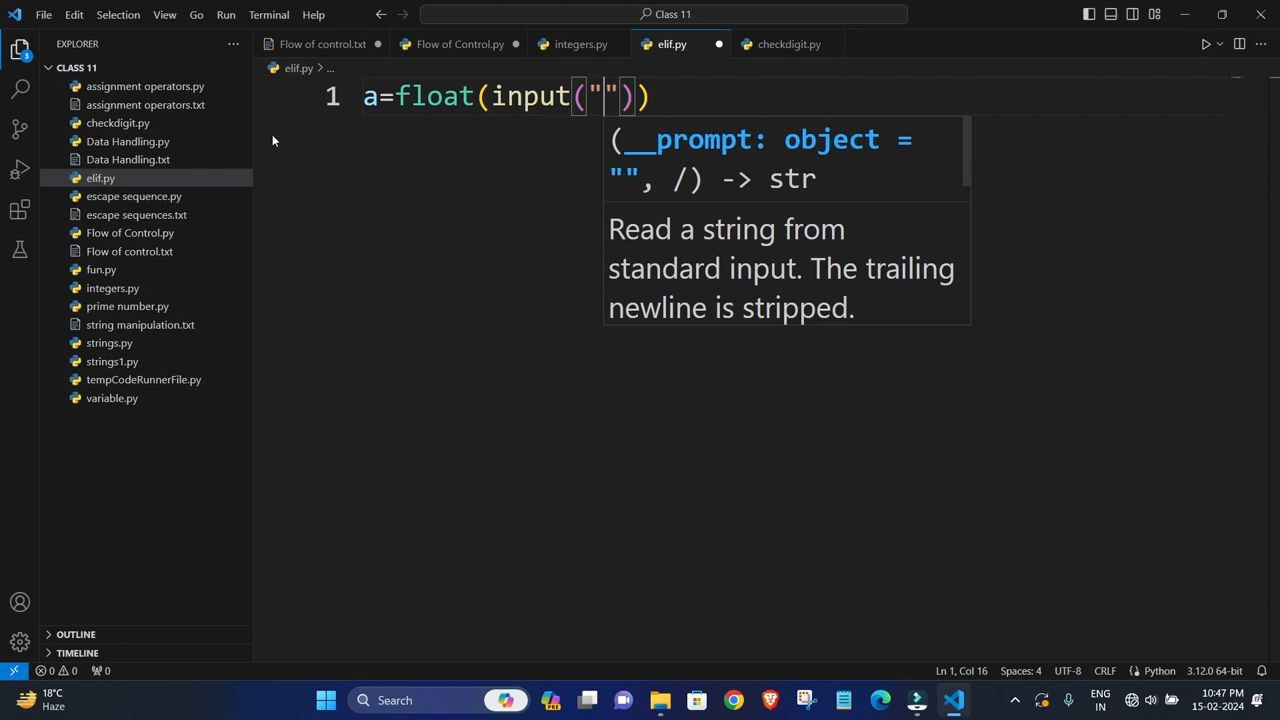 File Edit Selection View Go Run Terminal Help
Class 11
EXPLORER
Flow of control.txt
Flow of Control.py
integers.py
elif.py
checkdigit.py
CLASS 11
elif.py > ...
assignment operators.py
assignment operators.txt
checkdigit.py
Data Handling.py
Data Handling.txt
elif.py
escape sequence.py
escape sequences.txt
Flow of Control.py
Flow of control.txt
fun.py
integers.py
prime number.py
string manipulation.txt
strings.py
strings1.py
tempCodeRunnerFile.py
variable.py
1 a=float(input(""))
(__prompt: object =
"", /) -> str
Read a string from
standard input. The trailing
newline is stripped.
3
OUTLINE
TIMELINE
0 0 0
Ln 1, Col 16 Spaces: 4 UTF-8 CRLF Python 3.12.0 64-bit
18°C
Haze
Search
PRE
ENG
IN
10:47 PM
15-02-2024